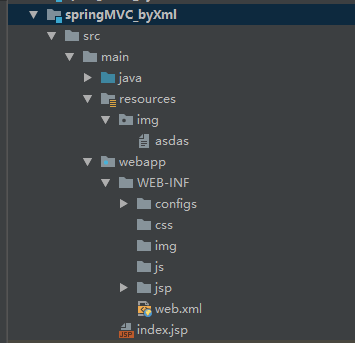 springMVC_byXml
src
main
java
resources
img
asdas
webapp
WEB-INF
configs
css
img
js
jsp
web.xml
index.jsp